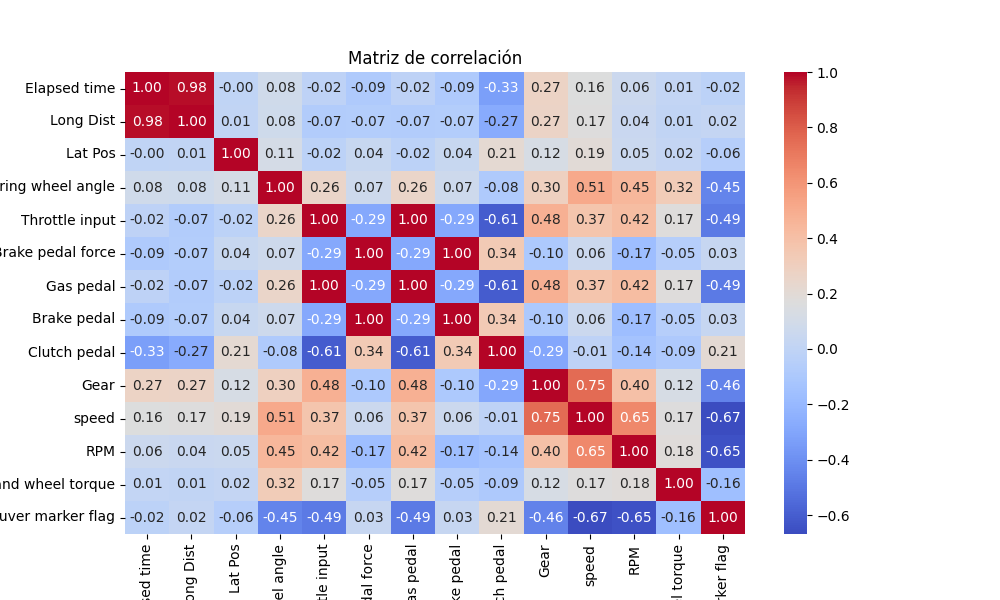 Matriz de correlación
Elapsed time 1.00 0.98 -0.00 0.08 -0.02 -0.09 -0.02 -0.09 -0.33 0.27 0.16 0.06 0.01 -0.02
Long Dist 0.98 1.00 0.01 0.08 -0.07 -0.07 -0.07 -0.07 -0.27 0.27 0.17 0.04 0.01 0.02
Lat Pos -0.00 0.01 1.00 0.11 -0.02 0.04 -0.02 0.04 0.21 0.12 0.19 0.05 0.02 -0.06
ring wheel angle 0.08 0.08 0.11 1.00 0.26 0.07 0.26 0.07 -0.08 0.30 0.51 0.45 0.32 -0.45
Throttle input -0.02 -0.07 -0.02 0.26 1.00 -0.29 1.00 -0.29 -0.61 0.48 0.37 0.42 0.17 -0.49
Brake pedal force -0.09 -0.07 0.04 0.07 -0.29 1.00 -0.29 1.00 0.34 -0.10 0.06 -0.17 -0.05 0.03
Gas pedal -0.02 -0.07 -0.02 0.26 1.00 -0.29 1.00 -0.29 -0.61 0.48 0.37 0.42 0.17 -0.49
Brake pedal -0.09 -0.07 0.04 0.07 -0.29 1.00 -0.29 1.00 0.34 -0.10 0.06 -0.17 -0.05 0.03
Clutch pedal -0.33 -0.27 0.21 -0.08 -0.61 0.34 -0.61 0.34 1.00 -0.29 -0.01 -0.14 -0.09 0.21
Gear 0.27 0.27 0.12 0.30 0.48 -0.10 0.48 -0.10 -0.29 1.00 0.75 0.40 0.12 -0.46
speed 0.16 0.17 0.19 0.51 0.37 0.06 0.37 0.06 -0.01 0.75 1.00 0.65 0.17 -0.67
RPM 0.06 0.04 0.05 0.45 0.42 -0.17 0.42 -0.17 -0.14 0.40 0.65 1.00 0.18 -0.65
and wheel torque 0.01 0.01 0.02 0.32 0.17 -0.05 0.17 -0.05 -0.09 0.12 0.17 0.18 1.00 -0.16
uver marker flag -0.02 0.02 -0.06 -0.45 -0.49 0.03 -0.49 0.03 0.21 -0.46 -0.67 -0.65 -0.16 1.00
sed time
ong Dist
Lat Pos
el angle
tle input
dal force
as pedal
ke pedal
ch pedal
Gear
speed
RPM
l torque
rker flag
1.0
0.8
0.6
0.4
0.2
0.0
−0.2
−0.4
−0.6